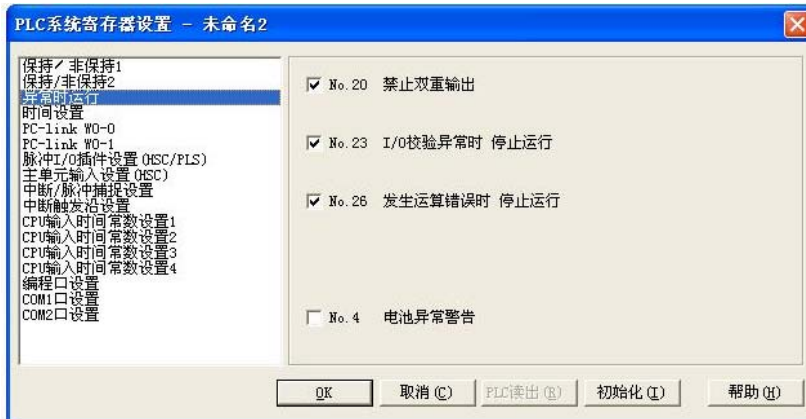 PLC系统寄存器设置 - 未命名2
保持/ 非保持1
保持/非保持2
异常时运行
时间设置
PC-link W0-0
PC-link W0-1
脉冲I/O插件设置(HSC/PLS)
主单元输入设置(HSC)
中断/脉冲捕捉设置
中断触发沿设置
CPU输入时间常数设置1
CPU输入时间常数设置2
CPU输入时间常数设置3
CPU输入时间常数设置4
编程口设置
COM1口设置
COM2口设置
No.20 禁止双重输出
No.23 I/O校验异常时 停止运行
No.26 发生运算错误时 停止运行
No.4 电池异常警告
OK 取消(C) PLC读出(R) 初始化(I) 帮助(H)